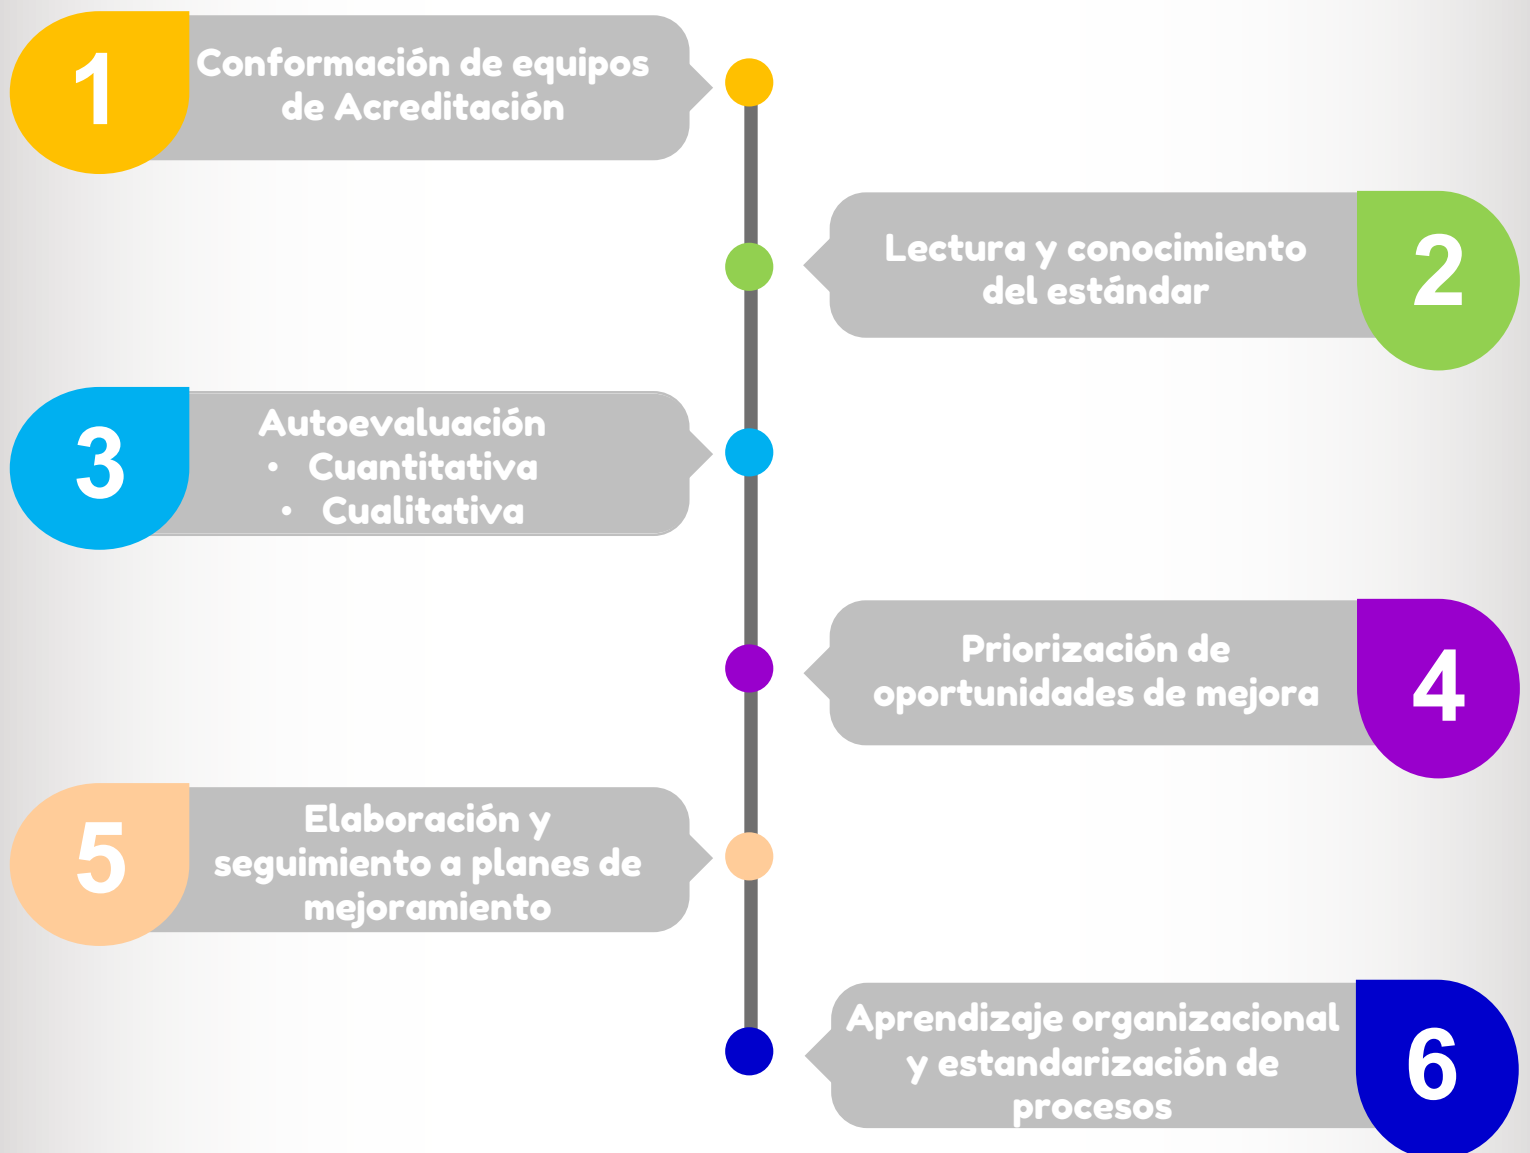 1
Conformación de equipos
de Acreditación
2
Lectura y conocimiento
del estándar
3
Autoevaluación
• Cuantitativa
• Cualitativa
4
Priorización de
oportunidades de mejora
5
Elaboración y
seguimiento a planes de
mejoramiento
6
Aprendizaje organizacional
y estandarización de
procesos